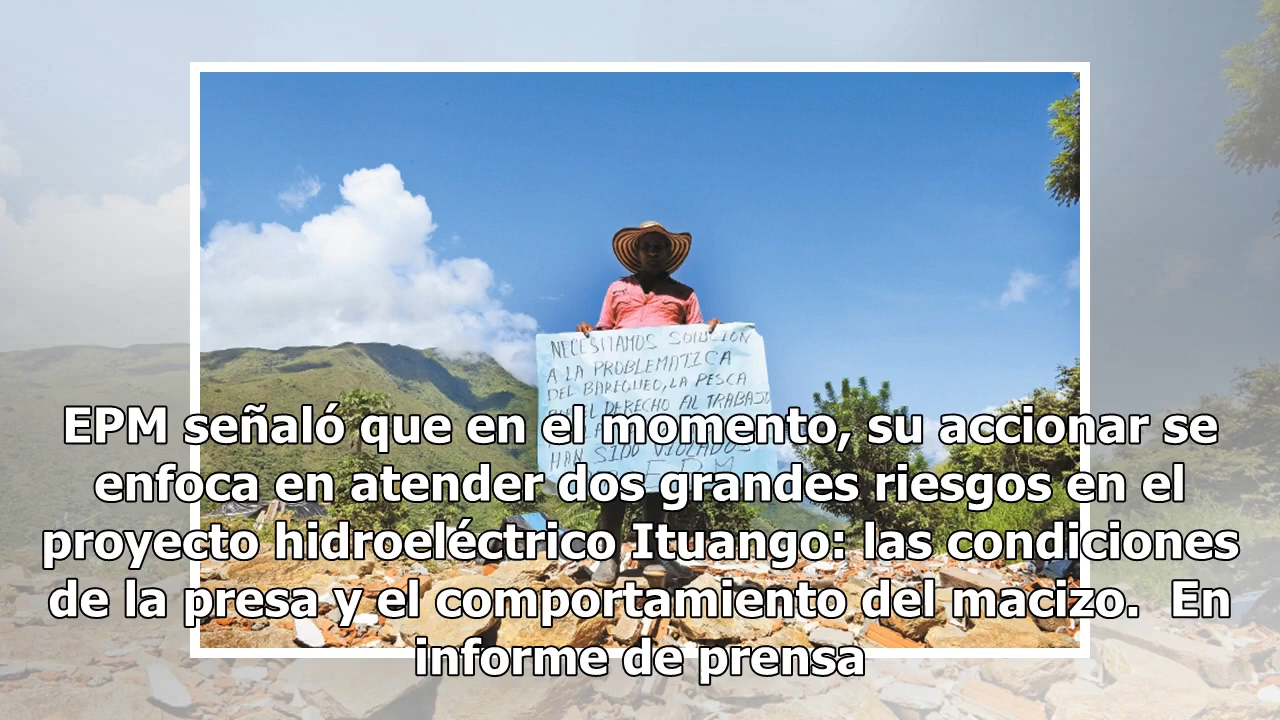 NECESITAMOS SOLUCION
A LA PROBLEMATICA
DEL BAREQUEO, LA PESCA
DERECHO AL TRABAJO
HAN SIDO VIOLADOS
EPM
EPM señaló que en el momento, su accionar se
enfoca en atender dos grandes riesgos en el
proyecto hidroeléctrico Ituango: las condiciones
de la presa y el comportamiento del macizo. En
informe de prensa